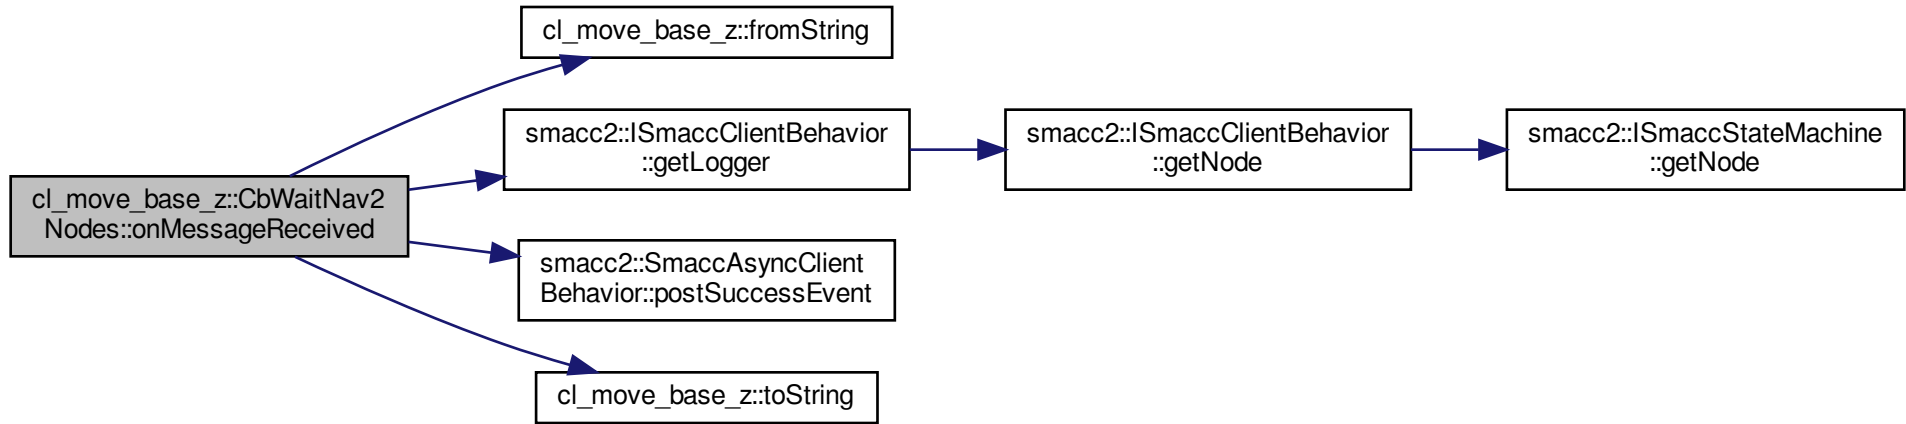 cl_move_base_z::fromString
smacc2::ISmaccClientBehavior
::getLogger
smacc2::ISmaccClientBehavior
::getNode
smacc2::ISmaccStateMachine
::getNode
cl_move_base_z::CbWaitNav2
Nodes::onMessageReceived
smacc2::SmaccAsyncClient
Behavior::postSuccessEvent
cl_move_base_z::toString